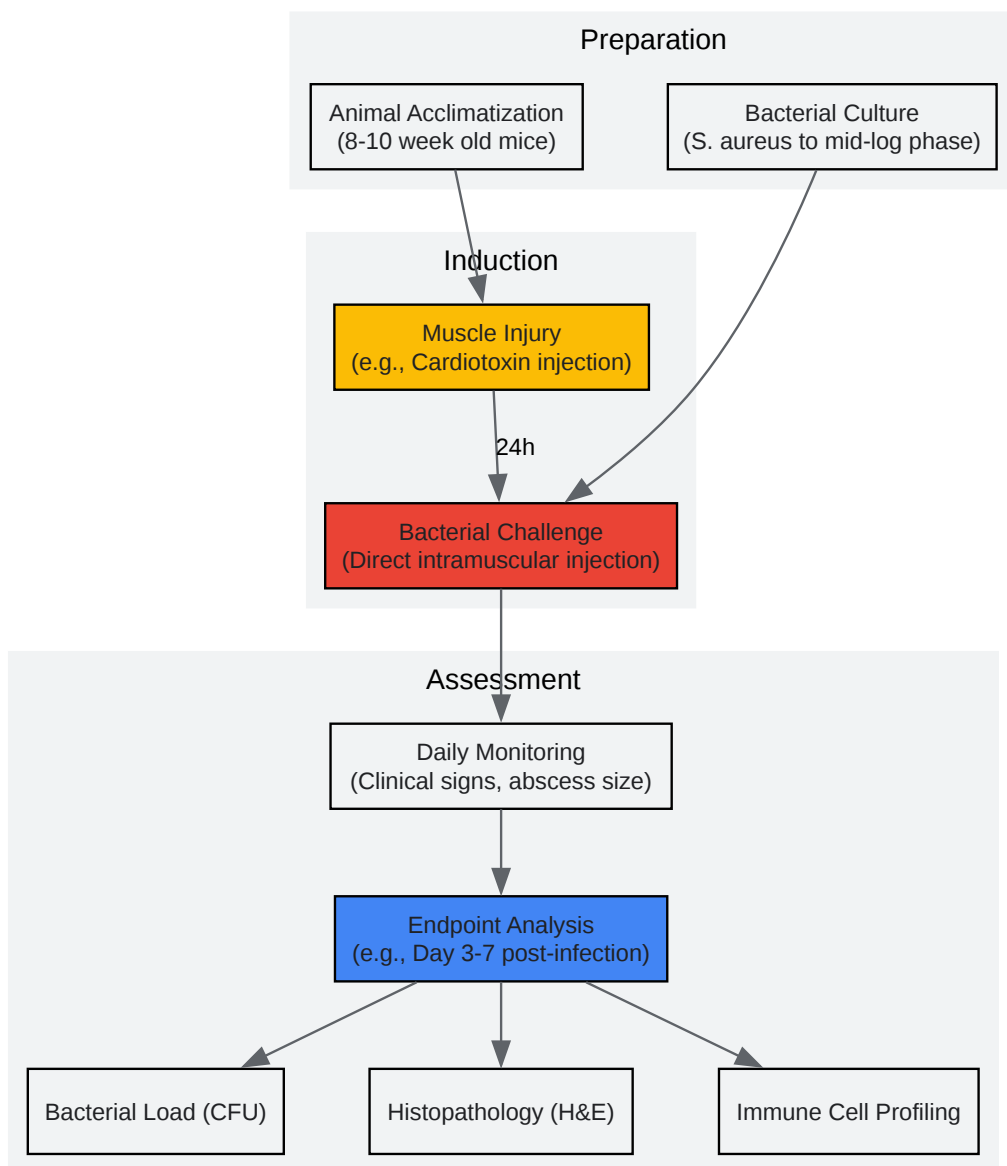 Preparation
Animal Acclimatization
(8-10 week old mice)
Bacterial Culture
(S. aureus to mid-log phase)
Induction
Muscle Injury
(e.g., Cardiotoxin injection)
24h
Bacterial Challenge
(Direct intramuscular injection)
Assessment
Daily Monitoring
(Clinical signs, abscess size)
Endpoint Analysis
(e.g., Day 3-7 post-infection)
Bacterial Load (CFU)
Histopathology (H&E)
Immune Cell Profiling